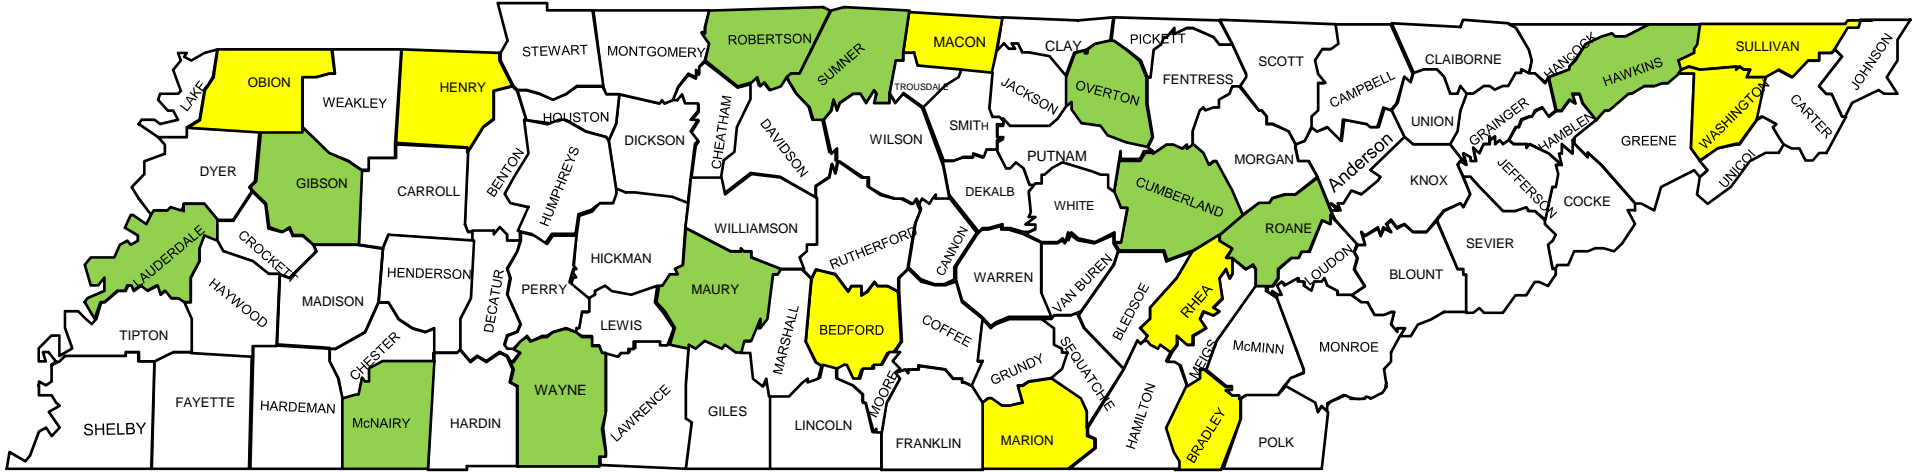 LAKE
OBION
WEAKLEY
HENRY
STEWART
MONTGOMERY
ROBERTSON
SUMNER
MACON
CLAY
PICKETT
SCOTT
CAMPBELL
CLAIBORNE
HANCOCK
HAWKINS
SULLIVAN
JOHNSON
TROUSDALE
JACKSON
OVERTON
FENTRESS
UNION
GRAINGER
HAMBLEN
GREENE
WASHINGTON
CARTER
UNICOI
DYER
GIBSON
CARROLL
BENTON
HOUSTON
HUMPHREYS
DICKSON
CHEATHAM
DAVIDSON
WILSON
SMITH
PUTNAM
DEKALB
WHITE
CUMBERLAND
MORGAN
Anderson
KNOX
JEFFERSON
COCKE
SEVIER
LAUDERDALE
CROCKETT
HAYWOOD
MADISON
HENDERSON
DECATUR
PERRY
HICKMAN
LEWIS
MAURY
WILLIAMSON
RUTHERFORD
CANNON
WARREN
VAN BUREN
BLEDSOE
RHEA
ROANE
LOUDON
BLOUNT
TIPTON
CHESTER
MARSHALL
BEDFORD
COFFEE
GRUNDY
SEQUATCHIE
MEIGS
McMINN
MONROE
SHELBY
FAYETTE
HARDEMAN
McNAIRY
HARDIN
WAYNE
LAWRENCE
GILES
LINCOLN
MOORE
FRANKLIN
MARION
HAMILTON
BRADLEY
POLK